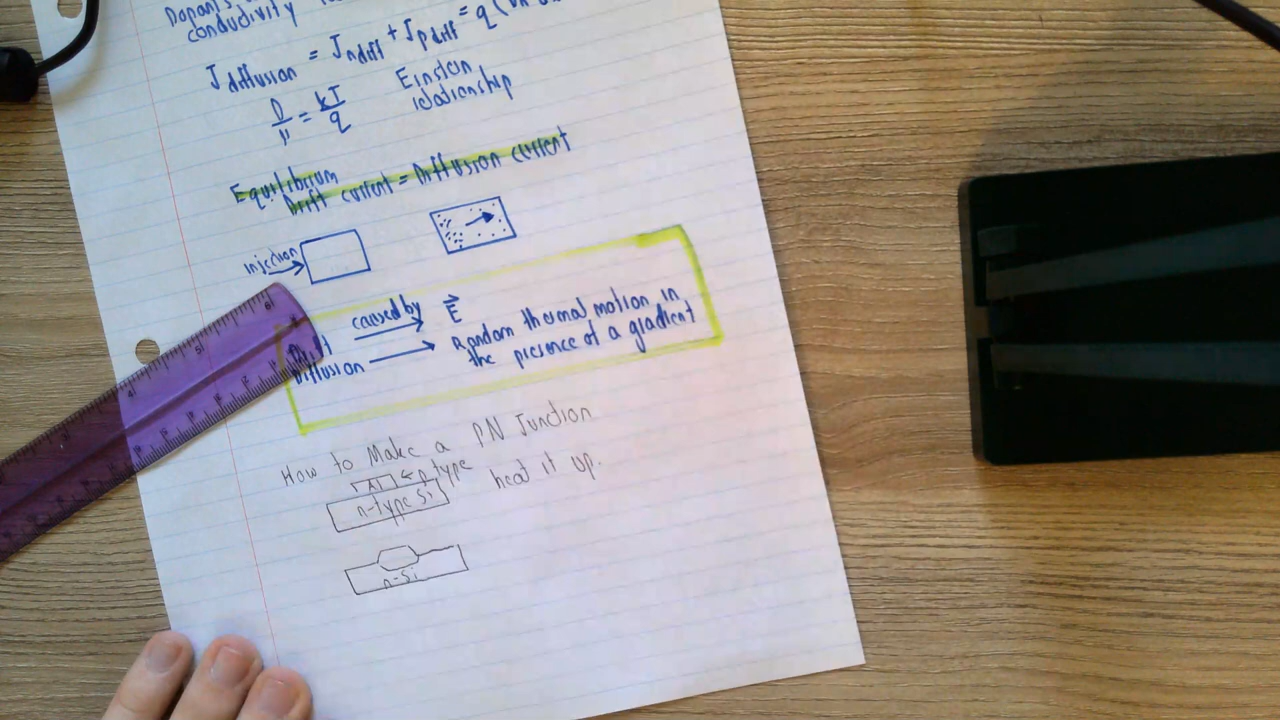 Dopants
conductivity
J diffusion = J n diff + J p diff = q (
D/μ = kT/q Einstein relationship
Equilibrium
Drift current = Diffusion current
injection
caused by E
Diffusion Random thermal motion in
the presence of a gradient
How to Make a PN Junction
Al ← p type heat it up.
n-type Si
n-Si